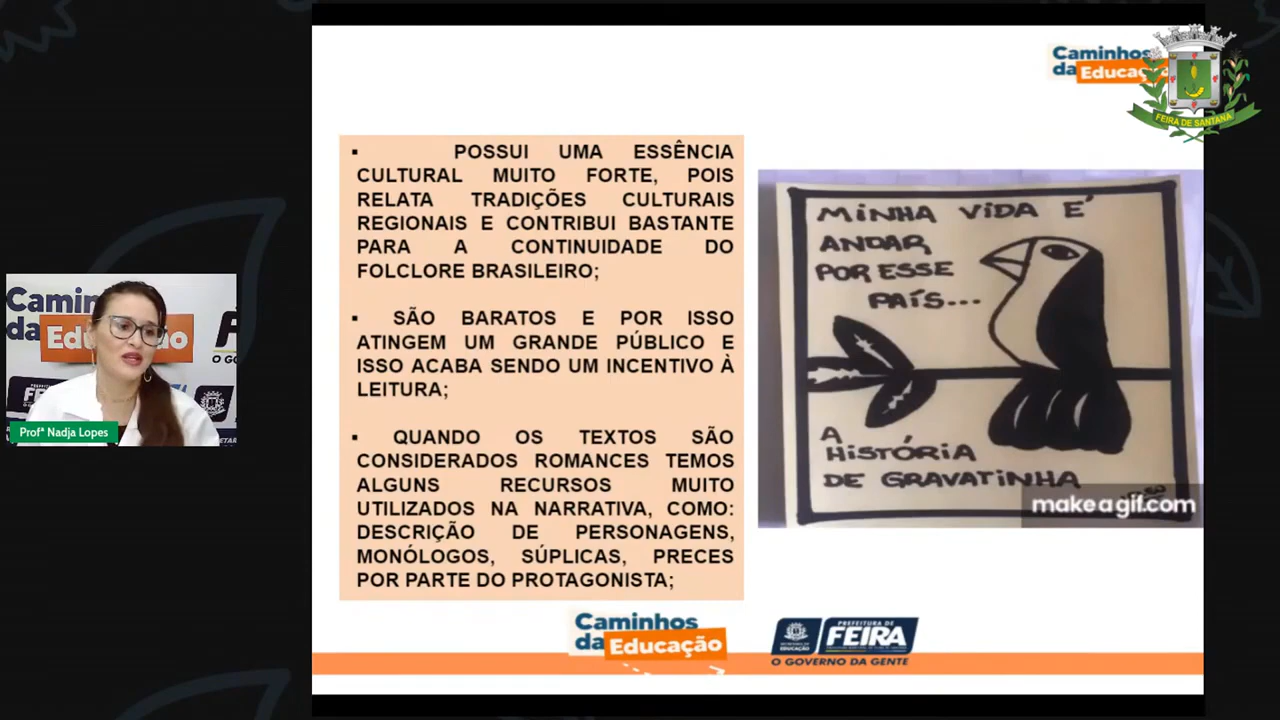 Caminhos
da Educação
FEIRA DE SANTANA
▪ POSSUI UMA ESSÊNCIA
CULTURAL MUITO FORTE, POIS
RELATA TRADIÇÕES CULTURAIS
REGIONAIS E CONTRIBUI BASTANTE
PARA A CONTINUIDADE DO
FOLCLORE BRASILEIRO;
▪ SÃO BARATOS E POR ISSO
ATINGEM UM GRANDE PÚBLICO E
ISSO ACABA SENDO UM INCENTIVO À
LEITURA;
▪ QUANDO OS TEXTOS SÃO
CONSIDERADOS ROMANCES TEMOS
ALGUNS RECURSOS MUITO
UTILIZADOS NA NARRATIVA, COMO:
DESCRIÇÃO DE PERSONAGENS,
MONÓLOGOS, SÚPLICAS, PRECES
POR PARTE DO PROTAGONISTA;
MINHA VIDA É
ANDAR
POR ESSE
PAÍS...
A
HISTÓRIA
DE GRAVATINHA
makeagif.com
Profª Nadja Lopes
Caminhos
da Educação
PREFEITURA DE
FEIRA
EDUCAÇÃO
O GOVERNO DA GENTE